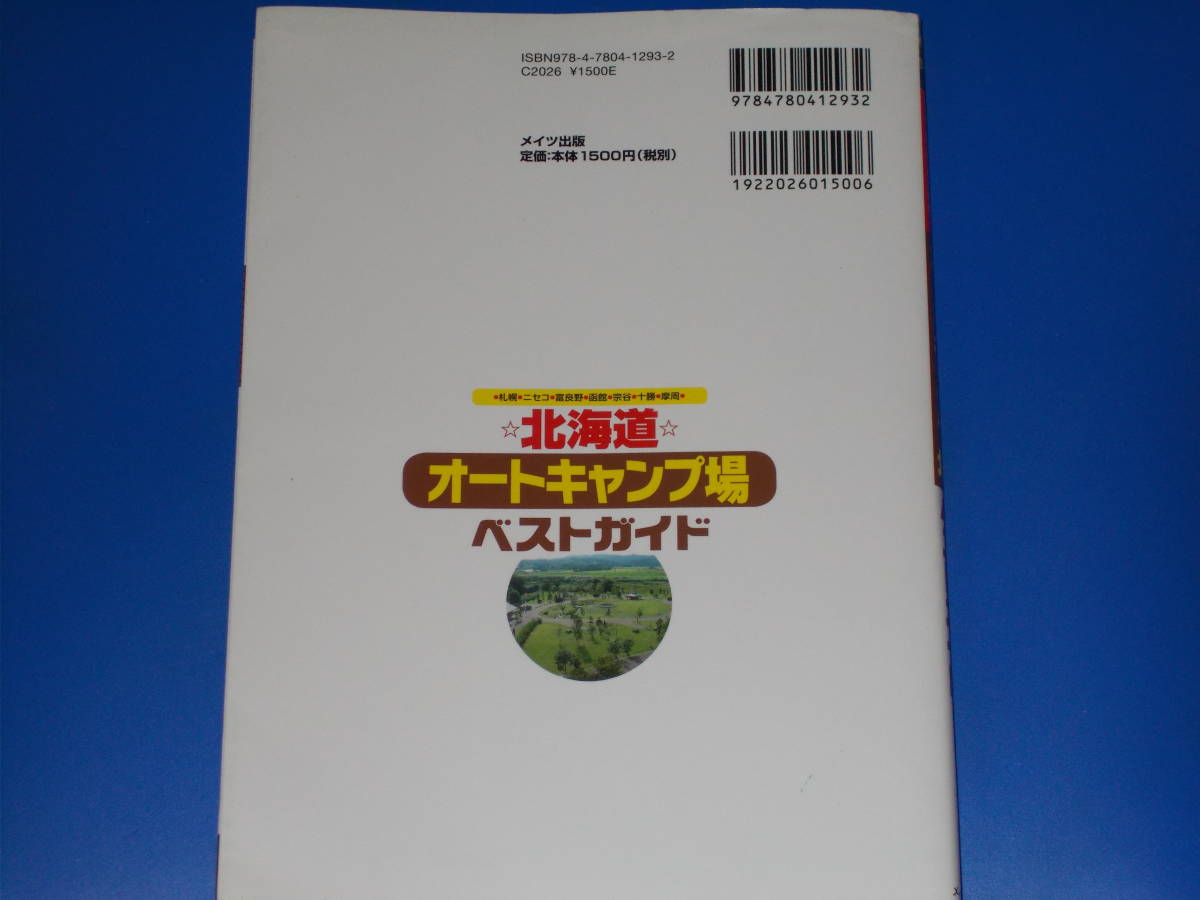 ISBN978-4-7804-1293-2
C2026 ¥1500E
9784780412932
メイツ出版
定価:本体1500円(税別)
1922026015006
●札幌●ニセコ●富良野●函館●宗谷●十勝●摩周●
☆北海道☆
オートキャンプ場
ベストガイド